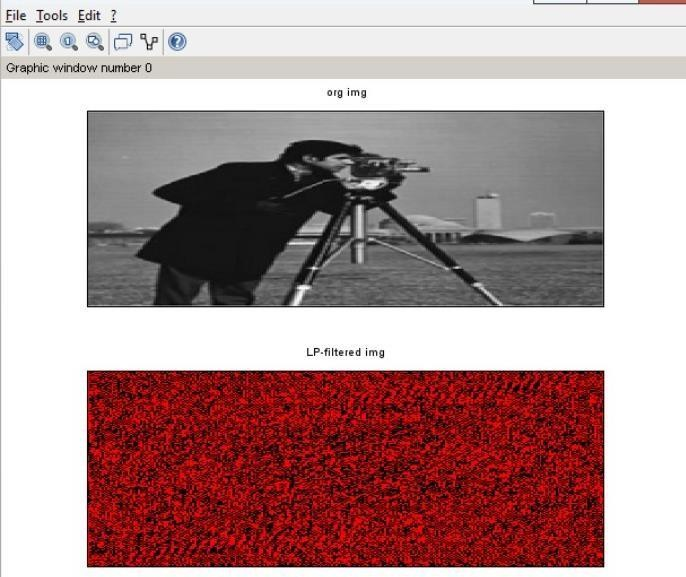 File Tools Edit ?
Graphic window number 0
org img
LP-filtered img